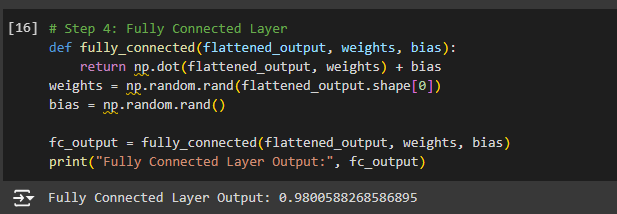 [16] # Step 4: Fully Connected Layer
def fully_connected(flattened_output, weights, bias):
    return np.dot(flattened_output, weights) + bias
weights = np.random.rand(flattened_output.shape[0])
bias = np.random.rand()

fc_output = fully_connected(flattened_output, weights, bias)
print("Fully Connected Layer Output:", fc_output)
Fully Connected Layer Output: 0.9800588268586895